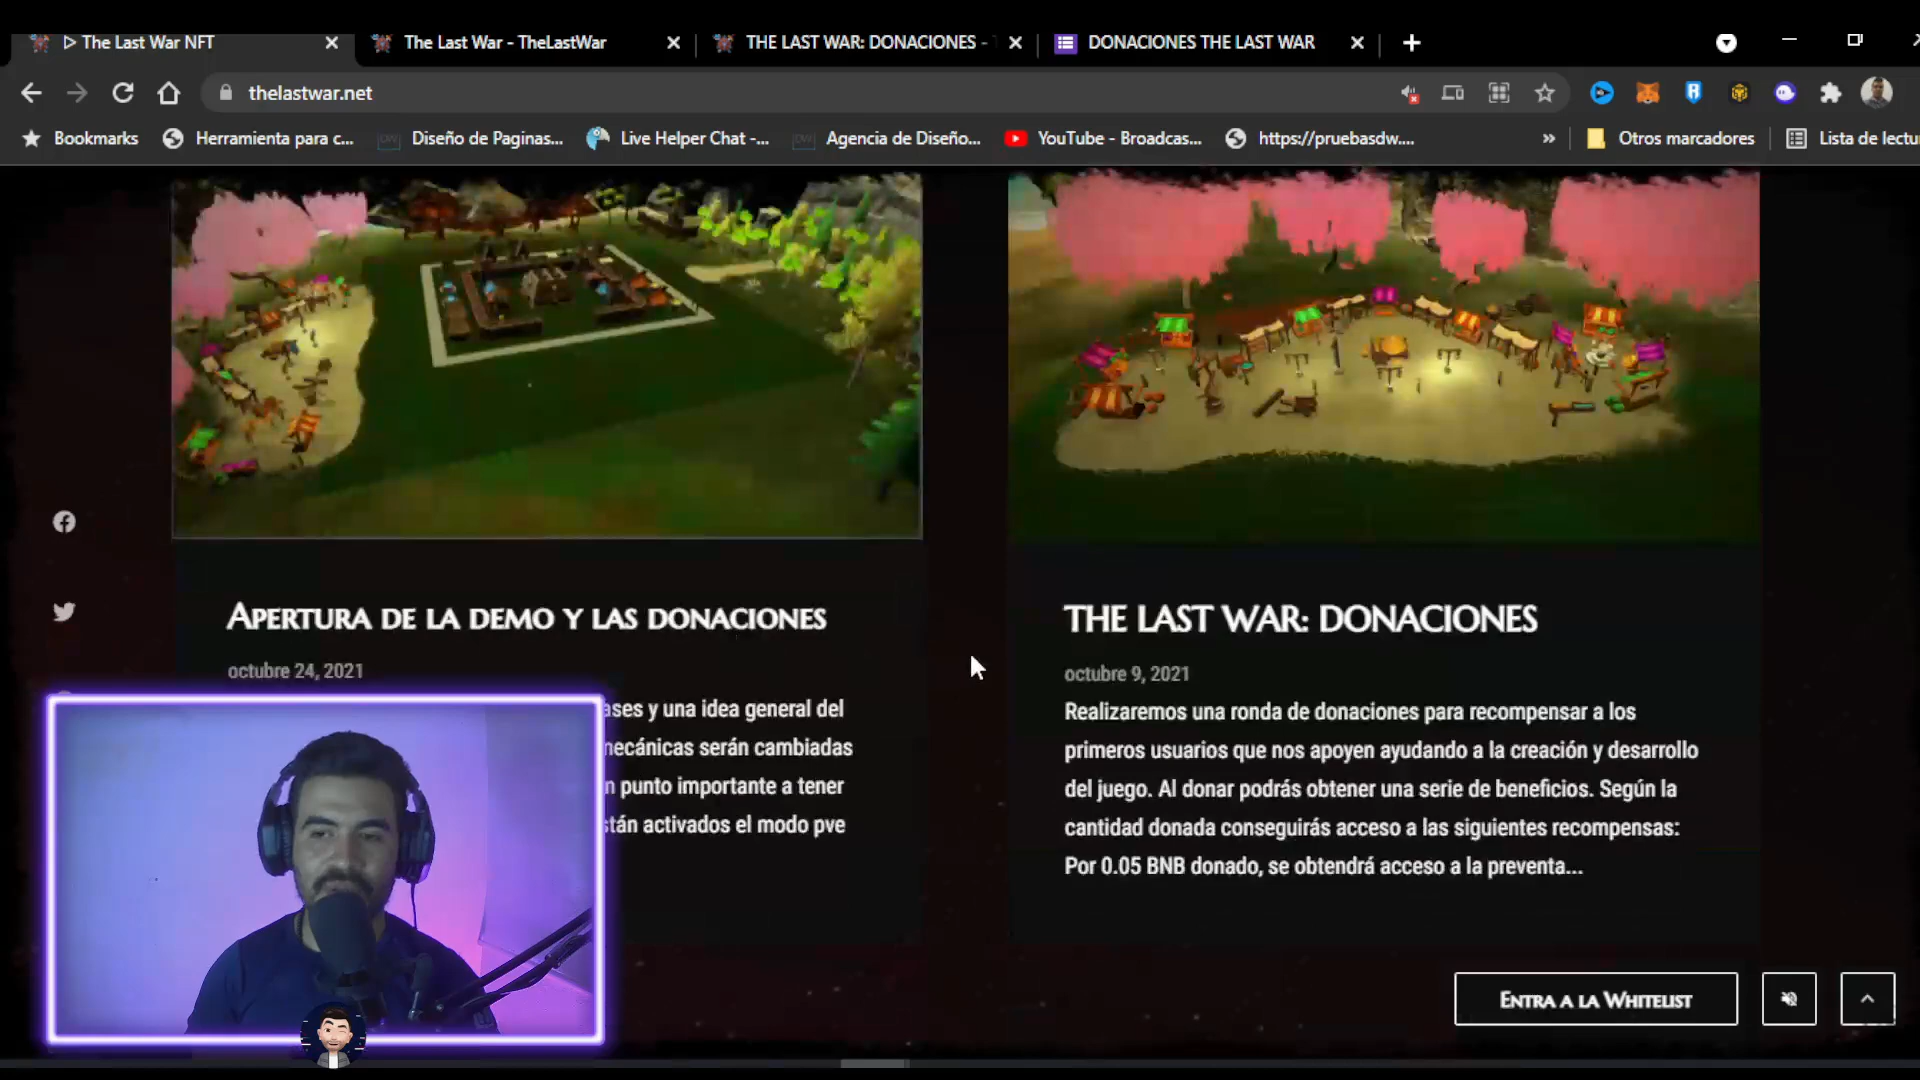 The Last War NFT
The Last War - TheLastWar
THE LAST WAR: DONACIONES -
DONACIONES THE LAST WAR
thelastwar.net
Bookmarks
Herramienta para c...
Diseño de Paginas...
Live Helper Chat -...
Agencia de Diseño...
YouTube - Broadcas...
https://pruebasdw....
»
Otros marcadores
Lista de lectu
APERTURA DE LA DEMO Y LAS DONACIONES
octubre 24, 2021
ases y una idea general del
mecánicas serán cambiadas
n punto importante a tener
stán activados el modo pve
THE LAST WAR: DONACIONES
octubre 9, 2021
Realizaremos una ronda de donaciones para recompensar a los
primeros usuarios que nos apoyen ayudando a la creación y desarrollo
del juego. Al donar podrás obtener una serie de beneficios. Según la
cantidad donada conseguirás acceso a las siguientes recompensas:
Por 0.05 BNB donado, se obtendrá acceso a la preventa...
ENTRA A LA WHITELIST